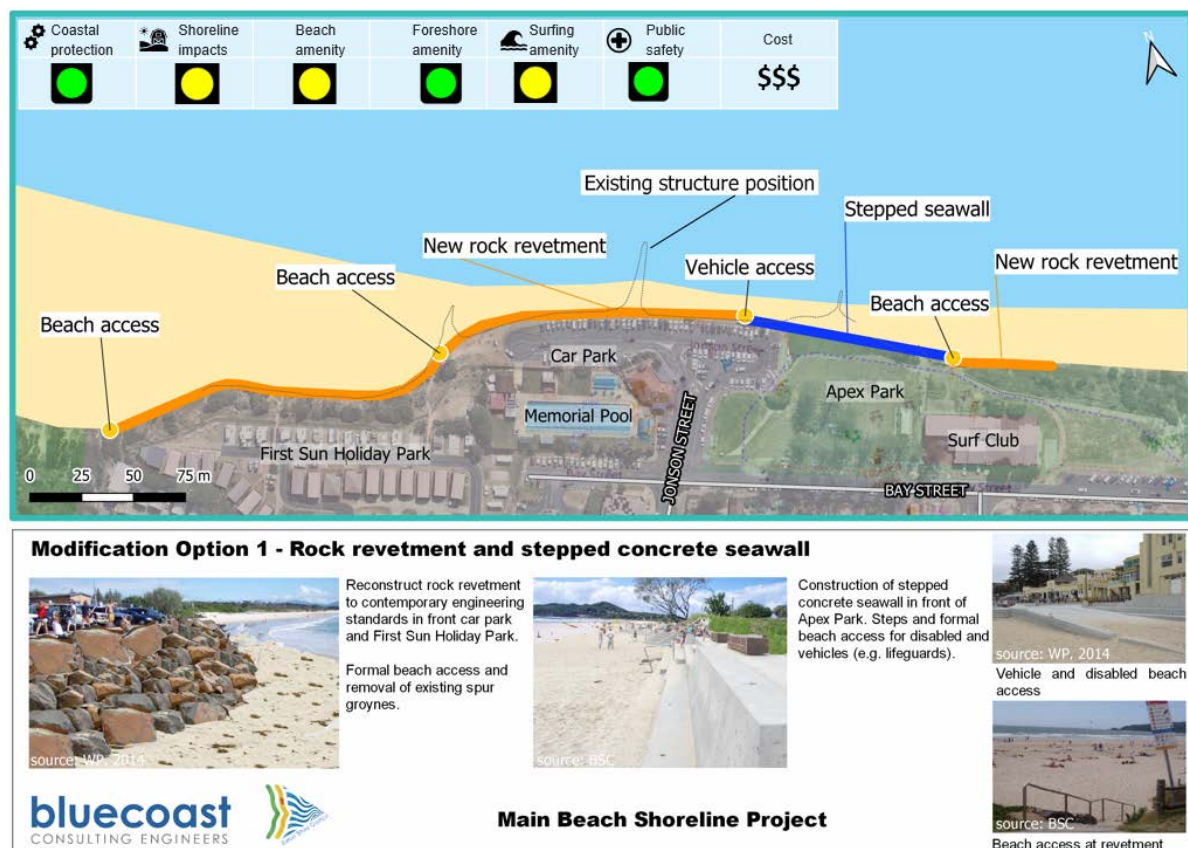 Coastal
protection
Shoreline
impacts
Beach
amenity
Foreshore
amenity
Surfing
amenity
Public
safety
Cost
$$$
N
Existing structure position
Stepped seawall
New rock revetment
Vehicle access
New rock revetment
Beach access
Beach access
Beach access
Car Park
Jonson Street
Apex Park
Memorial Pool
JONSON STREET
Surf Club
First Sun Holiday Park
0 25 50 75 m
BAY STREET
Modification Option 1 - Rock revetment and stepped concrete seawall
Reconstruct rock revetment
to contemporary engineering
standards in front car park
and First Sun Holiday Park.
Formal beach access and
removal of existing spur
groynes.
source: WP, 2014
source: BSC
Construction of stepped
concrete seawall in front of
Apex Park. Steps and formal
beach access for disabled and
vehicles (e.g. lifeguards).
source: WP, 2014
Vehicle and disabled beach
access
source: BSC
Beach access at revetment
bluecoast
CONSULTING ENGINEERS
Main Beach Shoreline Project